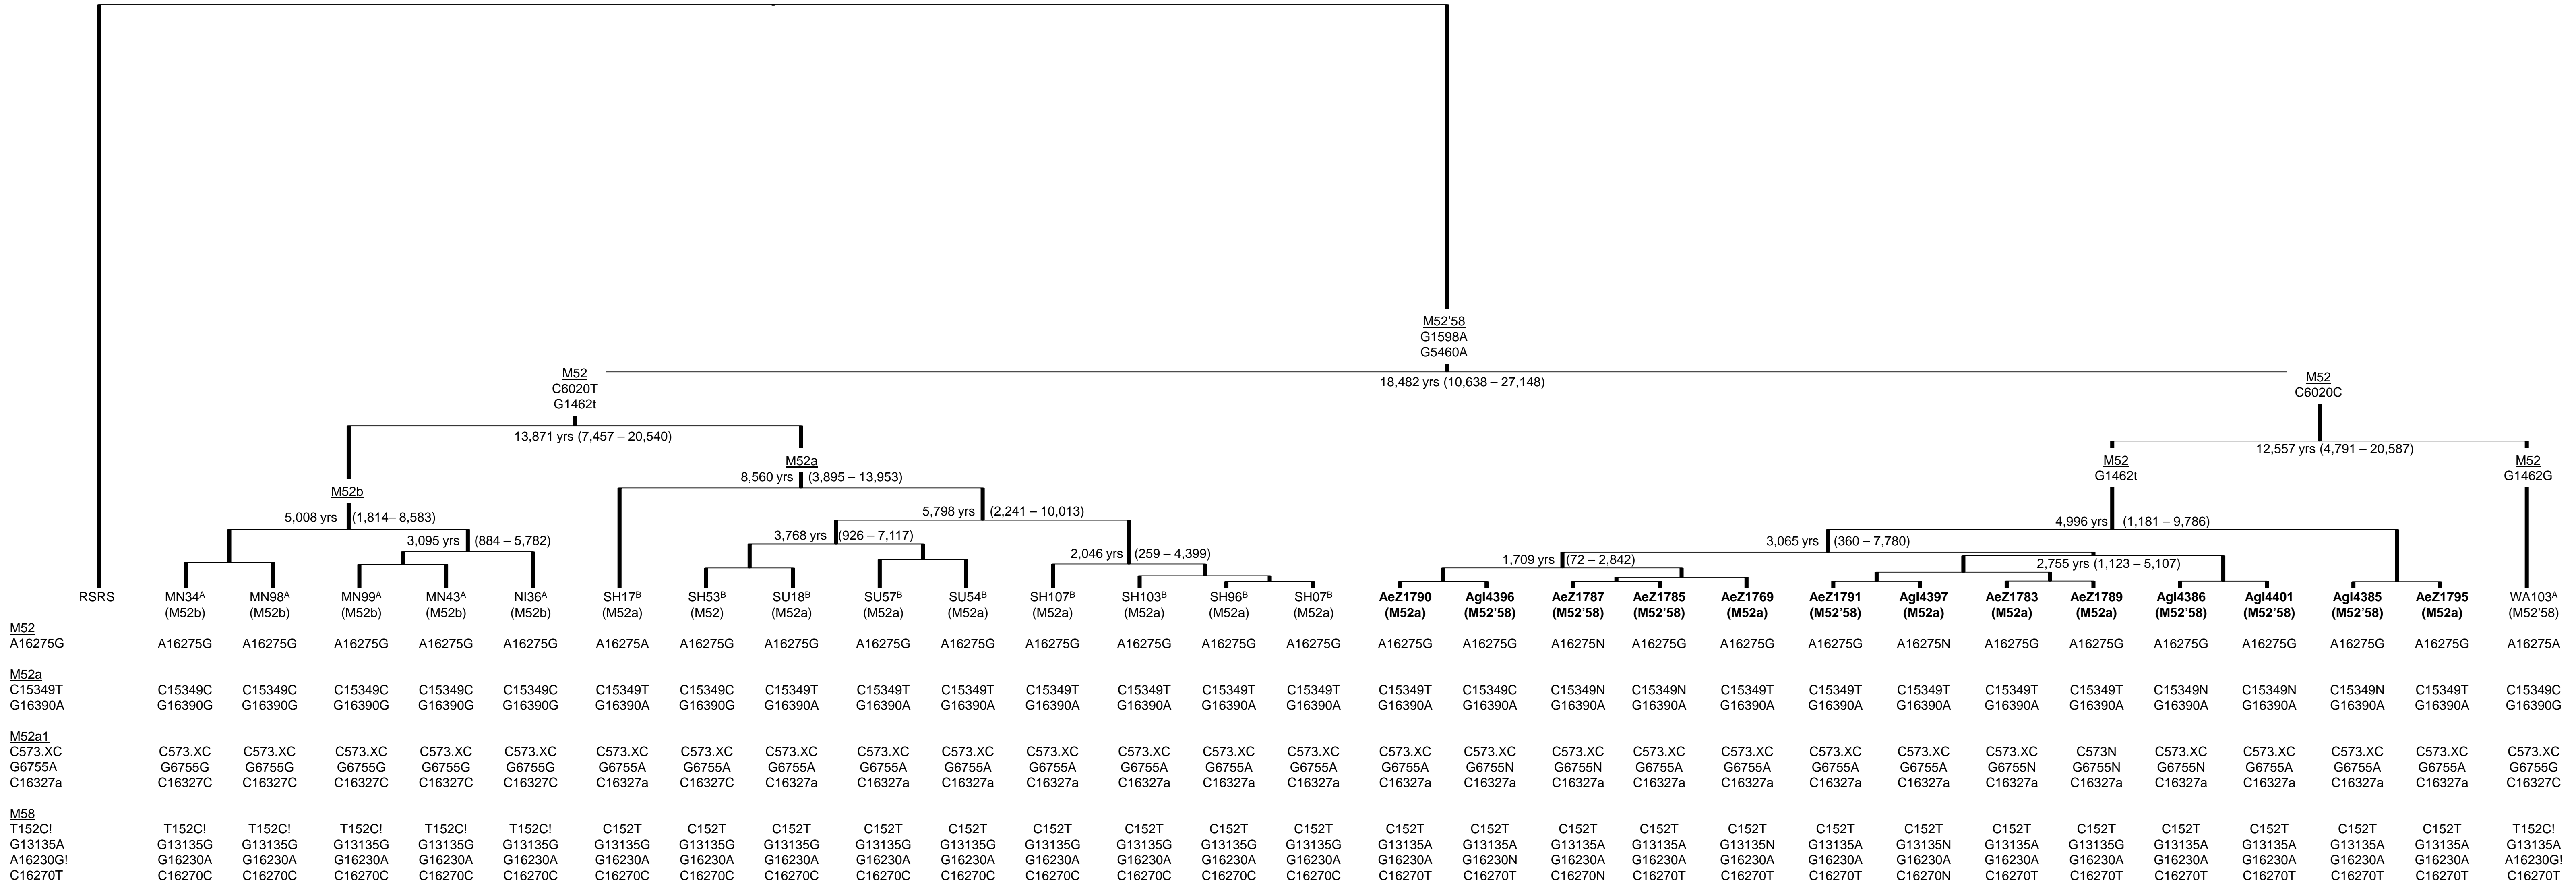 M52'58
G1598A
G5460A
18,482 yrs (10,638 – 27,148)
M52
C6020T
G1462t
M52
C6020C
13,871 yrs (7,457 – 20,540)
12,557 yrs (4,791 – 20,587)
M52a
8,560 yrs (3,895 – 13,953)
M52
G1462t
M52
G1462G
M52b
5,008 yrs (1,814– 8,583)
5,798 yrs (2,241 – 10,013)
4,996 yrs (1,181 – 9,786)
3,095 yrs (884 – 5,782)
3,768 yrs (926 – 7,117)
2,046 yrs (259 – 4,399)
3,065 yrs (360 – 7,780)
1,709 yrs (72 – 2,842)
2,755 yrs (1,123 – 5,107)
RSRS MN34ᴬ MN98ᴬ MN99ᴬ MN43ᴬ NI36ᴬ SH17ᴮ SH53ᴮ SU18ᴮ SU57ᴮ SU54ᴮ SH107ᴮ SH103ᴮ SH96ᴮ SH07ᴮ AeZ1790 AgI4396 AeZ1787 AeZ1785 AeZ1769 AeZ1791 AgI4397 AeZ1783 AeZ1789 AgI4386 AgI4401 AgI4385 AeZ1795 WA103ᴬ
(M52b) (M52b) (M52b) (M52b) (M52b) (M52a) (M52) (M52a) (M52a) (M52a) (M52a) (M52a) (M52a) (M52a) (M52a) (M52'58) (M52'58) (M52'58) (M52a) (M52a) (M52'58) (M52a) (M52a) (M52'58) (M52'58) (M52'58) (M52a) (M52'58)
M52
A16275G A16275G A16275G A16275G A16275G A16275G A16275A A16275G A16275G A16275G A16275G A16275G A16275G A16275G A16275G A16275G A16275G A16275N A16275G A16275G A16275G A16275N A16275G A16275G A16275G A16275G A16275G A16275G A16275A
M52a
C15349T C15349C C15349C C15349C C15349C C15349C C15349T C15349C C15349T C15349T C15349T C15349T C15349T C15349T C15349T C15349T C15349C C15349N C15349N C15349T C15349T C15349T C15349T C15349T C15349N C15349N C15349N C15349T C15349C
G16390A G16390G G16390G G16390G G16390G G16390G G16390A G16390G G16390A G16390A G16390A G16390A G16390A G16390A G16390A G16390A G16390A G16390A G16390A G16390A G16390A G16390A G16390A G16390A G16390A G16390A G16390A G16390A G16390G
M52a1
C573.XC C573.XC C573.XC C573.XC C573.XC C573.XC C573.XC C573.XC C573.XC C573.XC C573.XC C573.XC C573.XC C573.XC C573.XC C573.XC C573.XC C573.XC C573.XC C573.XC C573.XC C573.XC C573.XC C573N C573.XC C573.XC C573.XC C573.XC C573.XC
G6755A G6755G G6755G G6755G G6755G G6755G G6755A G6755A G6755A G6755A G6755A G6755A G6755A G6755A G6755A G6755A G6755N G6755N G6755A G6755A G6755A G6755A G6755N G6755N G6755N G6755A G6755A G6755A G6755G
C16327a C16327C C16327C C16327C C16327C C16327C C16327a C16327C C16327a C16327a C16327a C16327a C16327a C16327a C16327a C16327a C16327a C16327a C16327a C16327a C16327a C16327a C16327a C16327a C16327a C16327a C16327a C16327a C16327C
M58
T152C! T152C! T152C! T152C! T152C! T152C! C152T C152T C152T C152T C152T C152T C152T C152T C152T C152T C152T C152T C152T C152T C152T C152T C152T C152T C152T C152T C152T C152T T152C!
G13135A G13135G G13135G G13135G G13135G G13135G G13135G G13135G G13135G G13135G G13135G G13135G G13135G G13135G G13135G G13135A G13135A G13135A G13135A G13135N G13135A G13135N G13135A G13135G G13135A G13135A G13135A G13135A G13135A
A16230G! G16230A G16230A G16230A G16230A G16230A G16230A G16230A G16230A G16230A G16230A G16230A G16230A G16230A G16230A G16230A G16230N G16230A G16230A G16230A G16230A G16230A G16230A G16230A G16230A G16230A G16230A G16230A A16230G!
C16270T C16270C C16270C C16270C C16270C C16270C C16270C C16270C C16270C C16270C C16270C C16270C C16270C C16270C C16270C C16270T C16270T C16270N C16270T C16270T C16270T C16270N C16270T C16270T C16270T C16270T C16270T C16270T C16270T